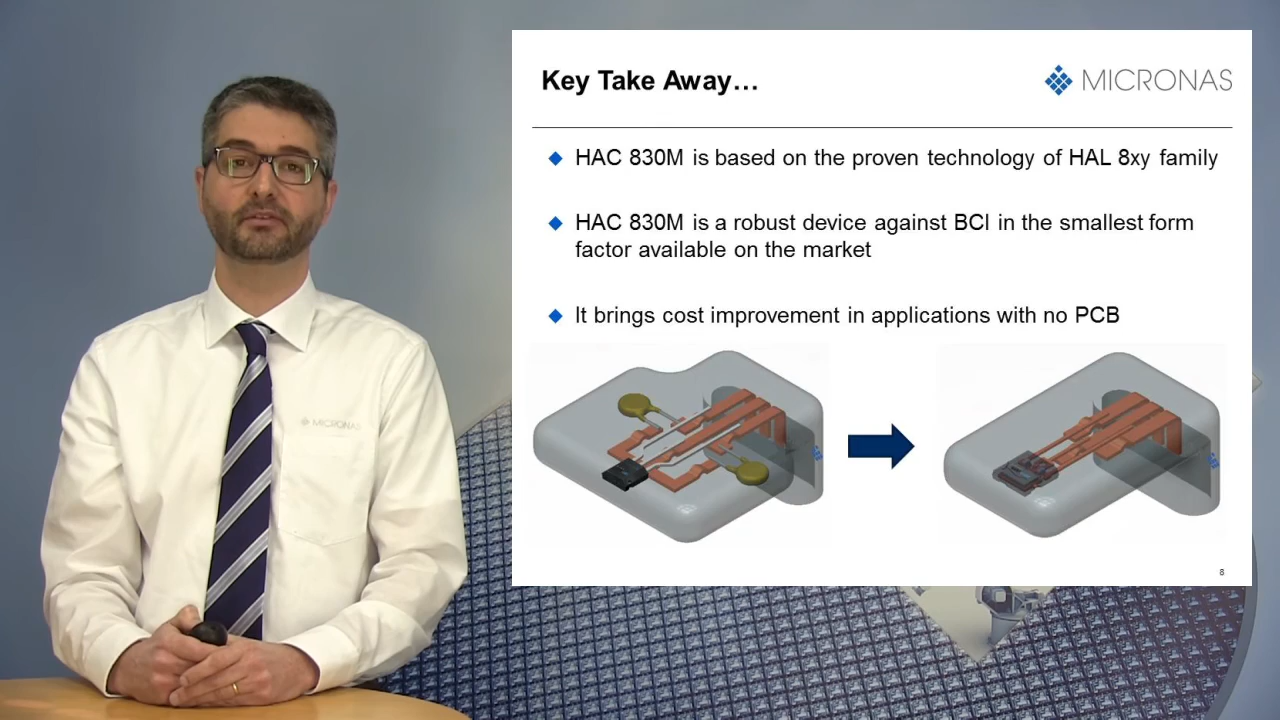 Key Take Away…
MICRONAS
HAC 830M is based on the proven technology of HAL 8xy family
HAC 830M is a robust device against BCI in the smallest form
factor available on the market
It brings cost improvement in applications with no PCB
8
MICRONAS